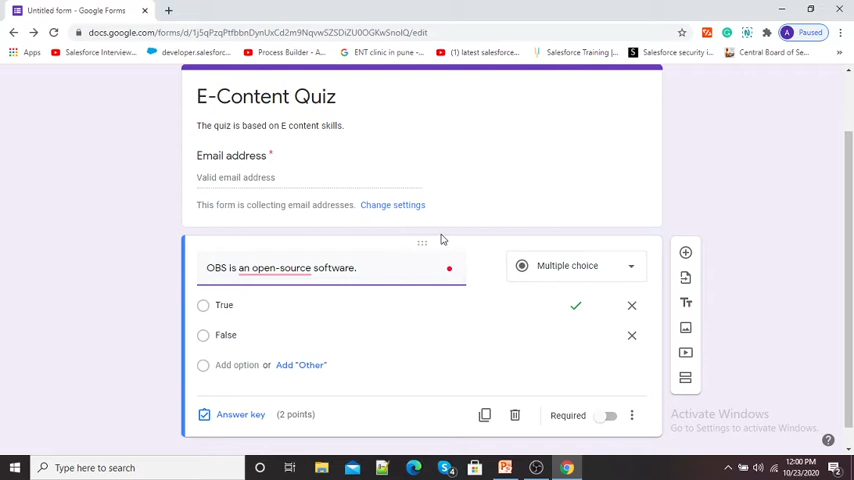 Untitled form - Google Forms
docs.google.com/forms/d/1j5qPzqPtfbbnDynUxCd2m9NqvwSZCZU0OGKwSnoIQ/edit
A Paused
Apps Salesforce Interview... developer.salesforc... Process Builder - A... ENT clinic in pune -... (1) latest salesforce... Salesforce Training |... Salesforce security i... Central Board of Se... »
E-Content Quiz
The quiz is based on E content skills.
Email address *
Valid email address
This form is collecting email addresses. Change settings
OBS is an open-source software.
Multiple choice
True
False
Add option or Add "Other"
Answer key (2 points)
Required
Tt
Activate Windows
Go to Settings to activate Windows.
Type here to search
12:00 PM
10/23/2020